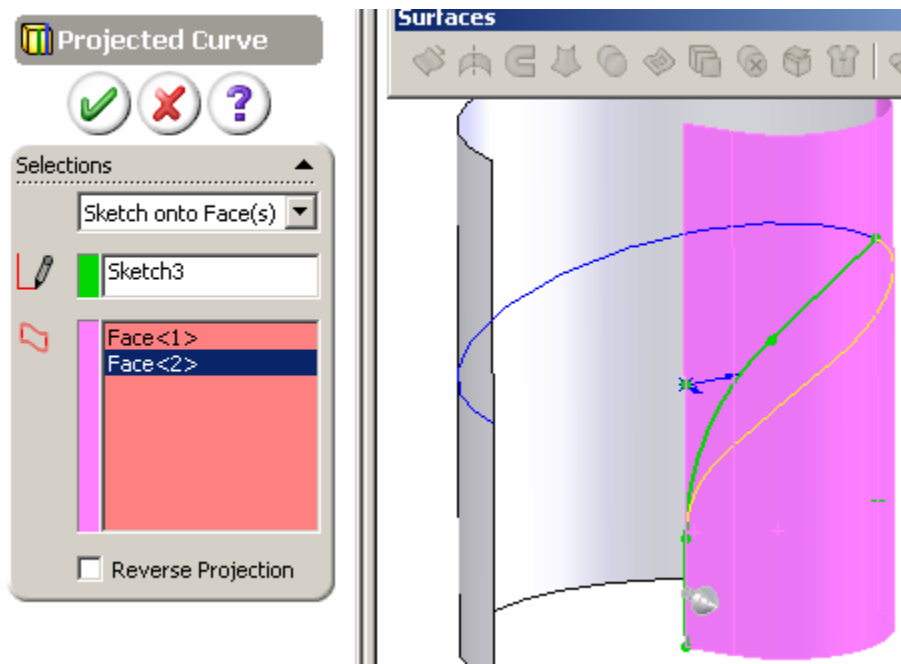 Projected Curve
?
Selections
Sketch onto Face(s)
Sketch3
Face<1>
Face<2>
Reverse Projection
Surfaces